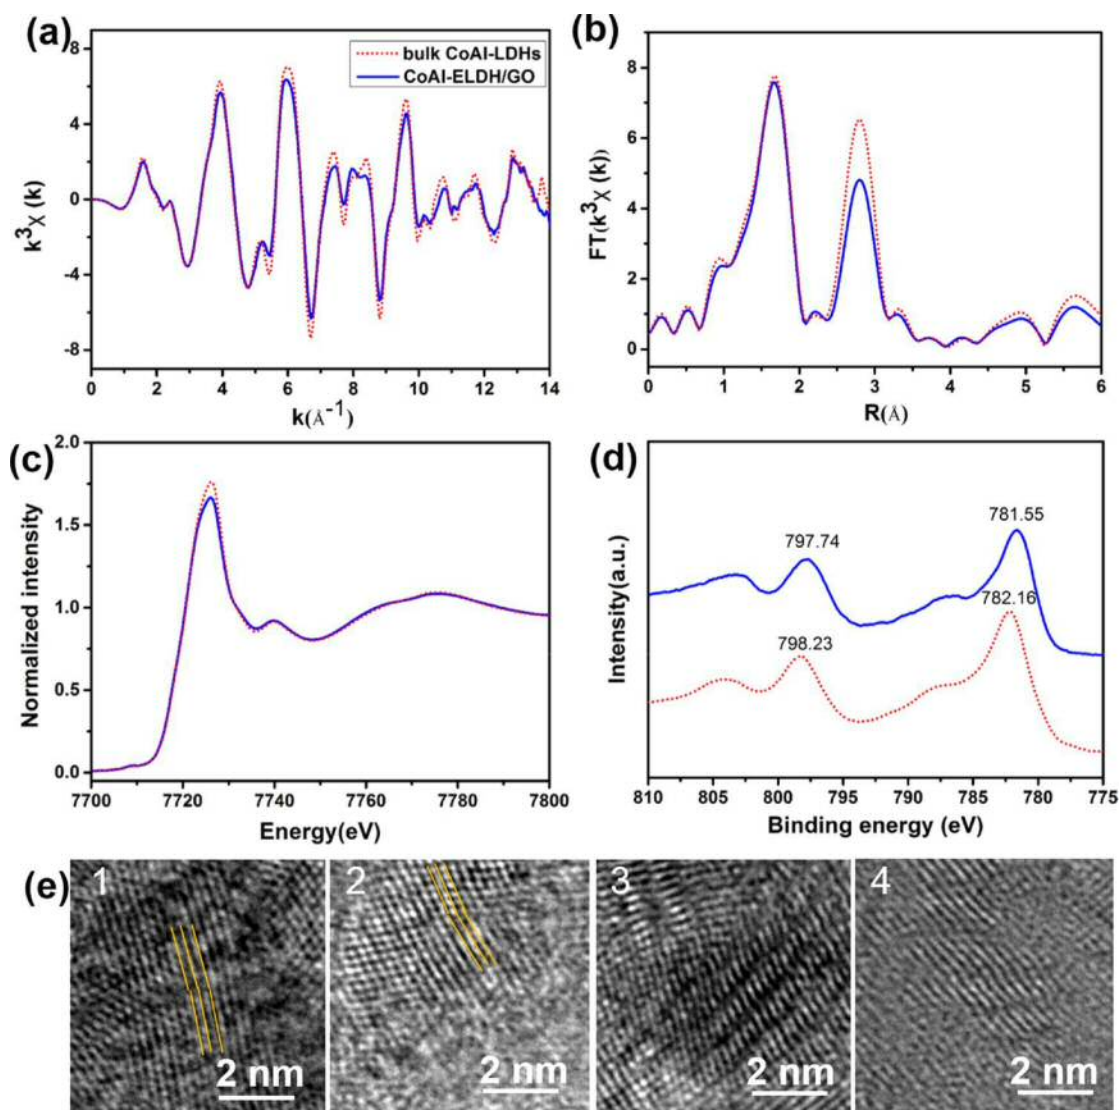 (a)
8
4
0
-4
-8
k³χ (k)
bulk CoAl-LDHs
CoAl-ELDH/GO
0 2 4 6 8 10 12 14
k(Å⁻¹)
(b)
8
6
4
2
0
FT(k³χ (k))
0 1 2 3 4 5 6
R(Å)
(c)
2.0
1.5
1.0
0.5
0.0
Normalized intensity
7700 7720 7740 7760 7780 7800
Energy(eV)
(d)
Intensity(a.u.)
797.74
781.55
798.23
782.16
810 805 800 795 790 785 780 775
Binding energy (eV)
(e)
1
2 nm
2
2 nm
3
2 nm
4
2 nm